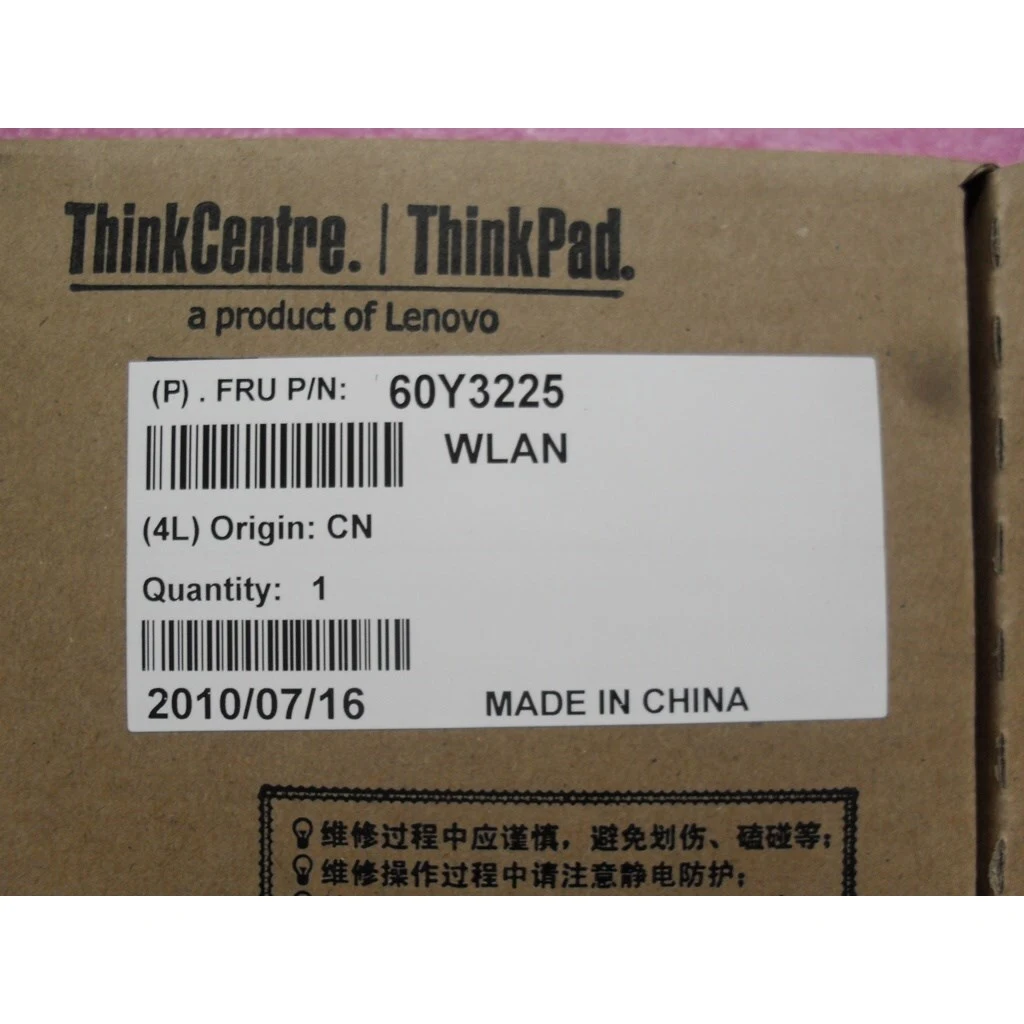 ThinkCentre. | ThinkPad.
a product of Lenovo
(P) . FRU P/N: 60Y3225
WLAN
(4L) Origin: CN
Quantity: 1
2010/07/16 MADE IN CHINA
维修过程中应谨慎，避免划伤、磕碰等；
维修操作过程中请注意静电防护；